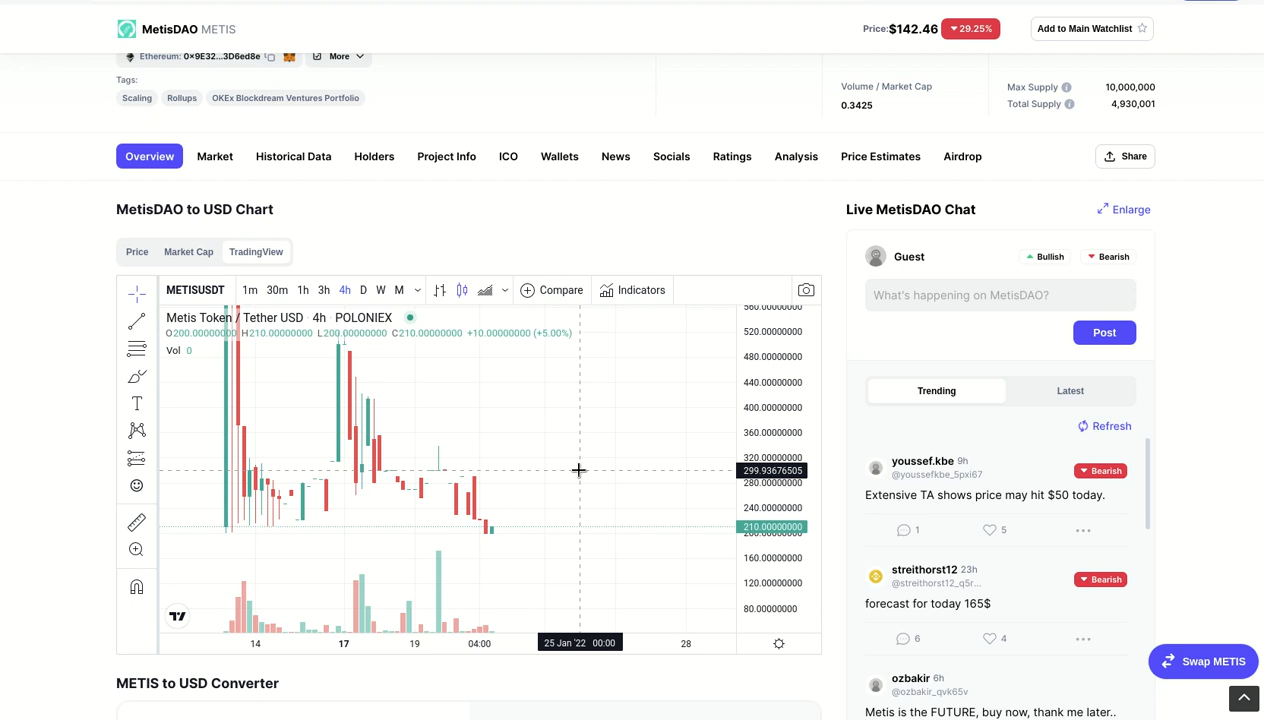 MetisDAO METIS
Price: $142.46 29.25% Add to Main Watchlist
Ethereum: 0x9E32...3D6ed8e More
Tags:
Scaling Rollups OKEx Blockdream Ventures Portfolio
Volume / Market Cap
0.3425
Max Supply 10,000,000
Total Supply 4,930,001
Overview Market Historical Data Holders Project Info ICO Wallets News Socials Ratings Analysis Price Estimates Airdrop Share
MetisDAO to USD Chart
Price Market Cap TradingView
METISUSDT 1m 30m 1h 3h 4h D W M Compare Indicators
Metis Token / Tether USD · 4h · POLONIEX
O200.00000000 H210.00000000 L200.00000000 C210.00000000 +10.00000000 (+5.00%)
Vol 0
560.00000000
520.00000000
480.00000000
440.00000000
400.00000000
360.00000000
320.00000000
299.93676505
280.00000000
240.00000000
210.00000000
200.00000000
160.00000000
120.00000000
80.00000000
14 17 19 04:00 25 Jan '22 00:00 28
METIS to USD Converter
Live MetisDAO Chat Enlarge
Guest Bullish Bearish
What's happening on MetisDAO?
Post
Trending Latest
Refresh
youssef.kbe 9h
@youssefkbe_5pxi67
Bearish
Extensive TA shows price may hit $50 today.
1 5
streithorst12 23h
@streithorst12_q5r...
Bearish
forecast for today 165$
6 4
ozbakir 6h
@ozbakir_qvk65v
Metis is the FUTURE, buy now, thank me later..
Swap METIS